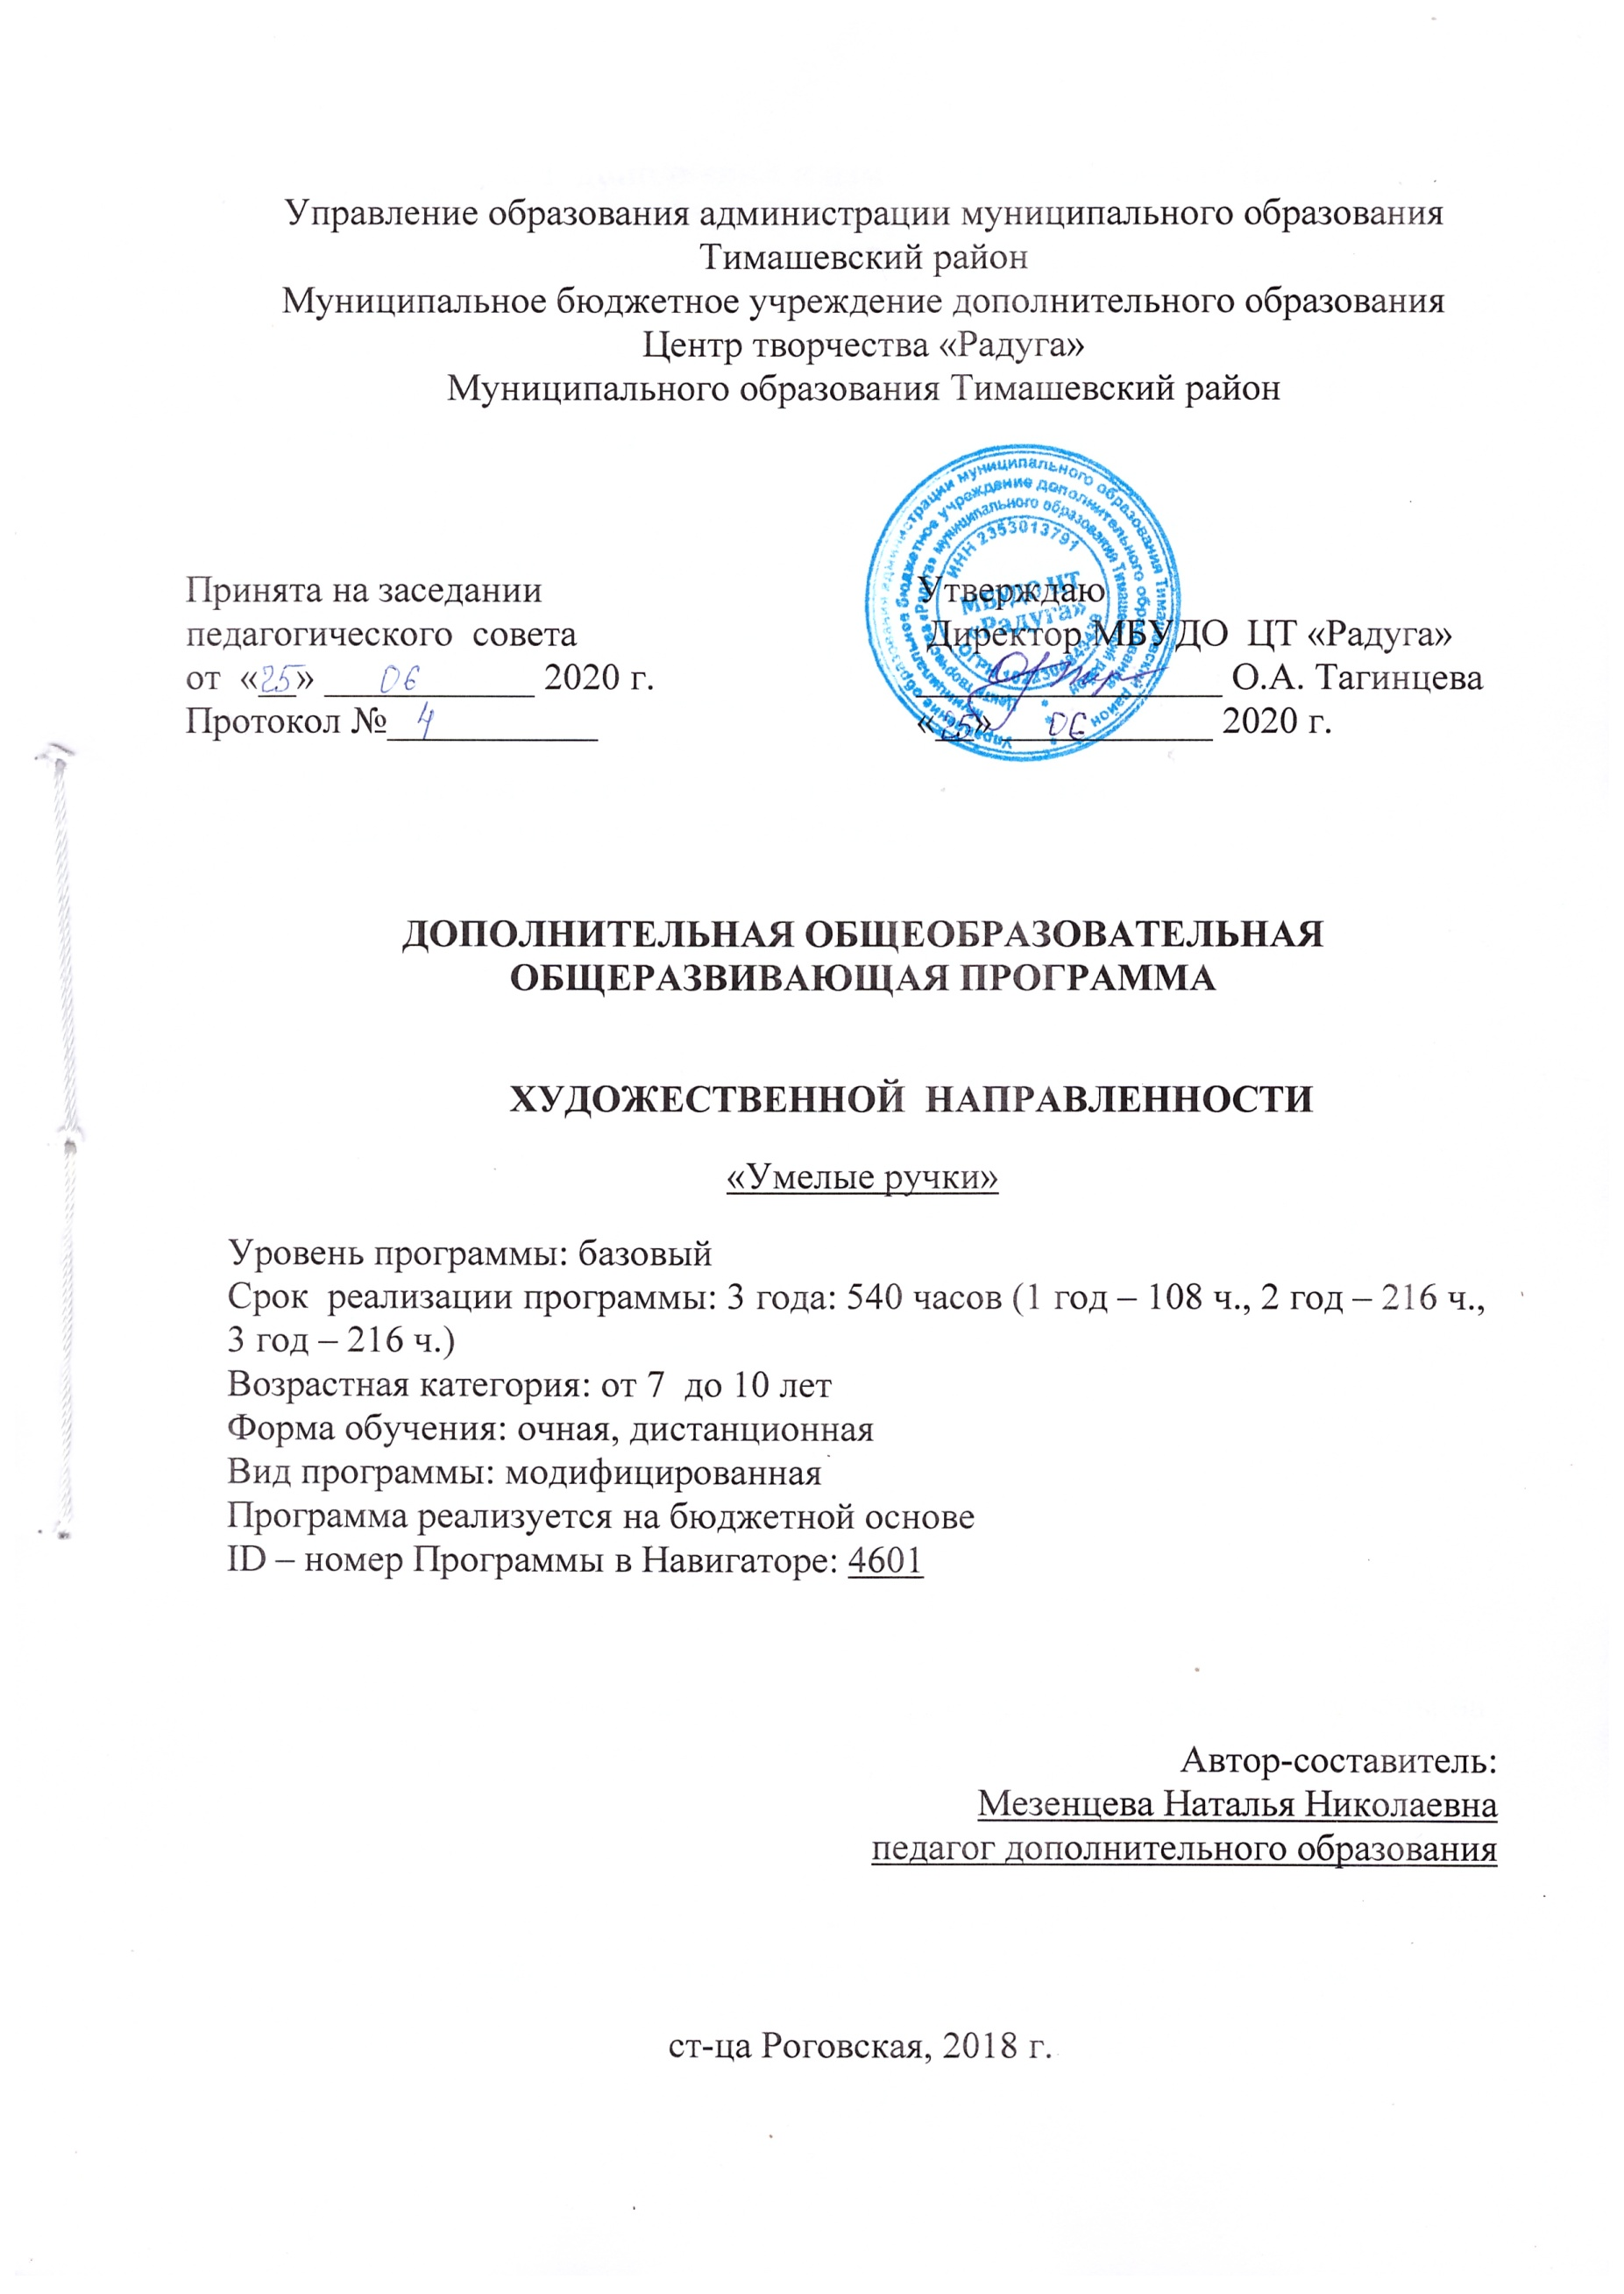 Управление образования администрации муниципального образования
Тимашевский район
Муниципальное бюджетное учреждение дополнительного образования
Центр творчества «Радуга»
Муниципального образования Тимашевский район
Принята на заседании
педагогического совета
от «25» 06 2020 г.
Протокол № 4
Утверждаю
Директор МБУДО ЦТ «Радуга»
О.А. Тагинцева
«25» 06 2020 г.
ИНН 2353013791
МБУДО ЦТ
«Радуга»
ДОПОЛНИТЕЛЬНАЯ ОБЩЕОБРАЗОВАТЕЛЬНАЯ
ОБЩЕРАЗВИВАЮЩАЯ ПРОГРАММА
ХУДОЖЕСТВЕННОЙ НАПРАВЛЕННОСТИ
«Умелые ручки»
Уровень программы: базовый
Срок реализации программы: 3 года: 540 часов (1 год – 108 ч., 2 год – 216 ч.,
3 год – 216 ч.)
Возрастная категория: от 7 до 10 лет
Форма обучения: очная, дистанционная
Вид программы: модифицированная
Программа реализуется на бюджетной основе
ID – номер Программы в Навигаторе: 4601
Автор-составитель:
Мезенцева Наталья Николаевна
педагог дополнительного образования
ст-ца Роговская, 2018 г.